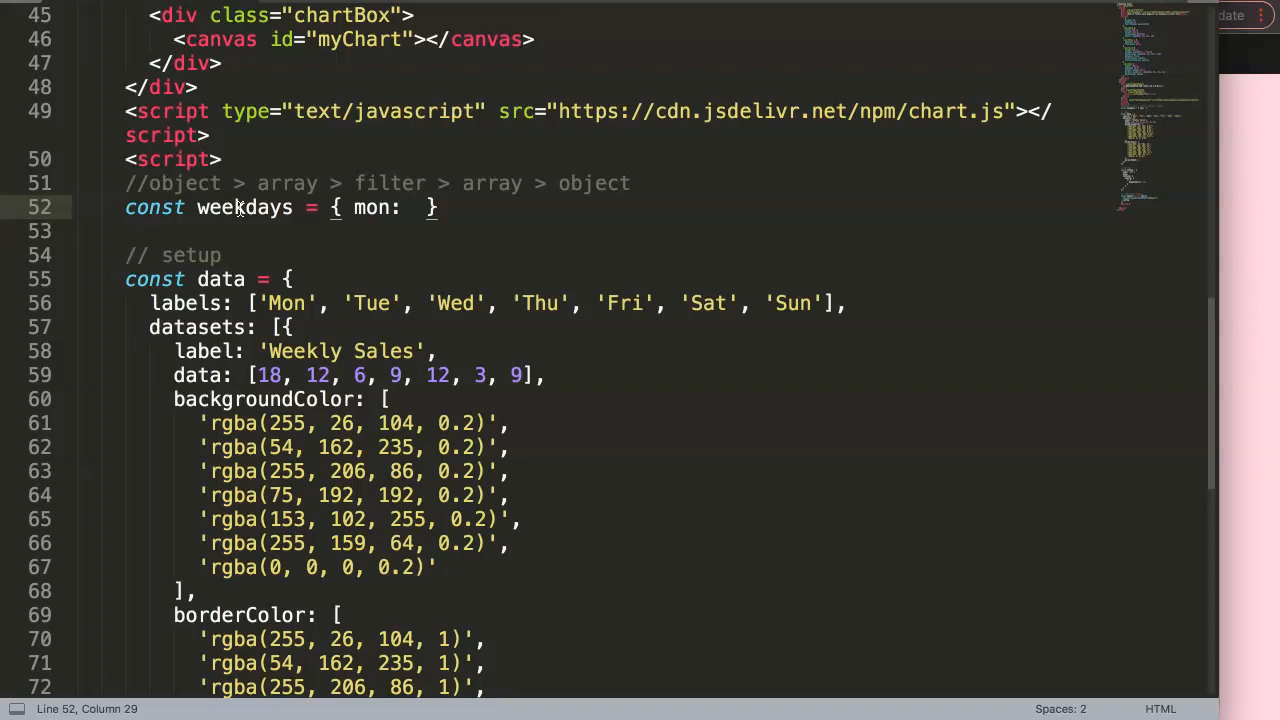 45 <div class="chartBox">
46 <canvas id="myChart"></canvas>
47 </div>
48 </div>
49 <script type="text/javascript" src="https://cdn.jsdelivr.net/npm/chart.js"></
script>
50 <script>
51 //object > array > filter > array > object
52 const weekdays = { mon:  }
53
54 // setup
55 const data = {
56 labels: ['Mon', 'Tue', 'Wed', 'Thu', 'Fri', 'Sat', 'Sun'],
57 datasets: [{
58 label: 'Weekly Sales',
59 data: [18, 12, 6, 9, 12, 3, 9],
60 backgroundColor: [
61 'rgba(255, 26, 104, 0.2)',
62 'rgba(54, 162, 235, 0.2)',
63 'rgba(255, 206, 86, 0.2)',
64 'rgba(75, 192, 192, 0.2)',
65 'rgba(153, 102, 255, 0.2)',
66 'rgba(255, 159, 64, 0.2)',
67 'rgba(0, 0, 0, 0.2)'
68 ],
69 borderColor: [
70 'rgba(255, 26, 104, 1)',
71 'rgba(54, 162, 235, 1)',
72 'rgba(255, 206, 86, 1)',
date
Line 52, Column 29
Spaces: 2
HTML